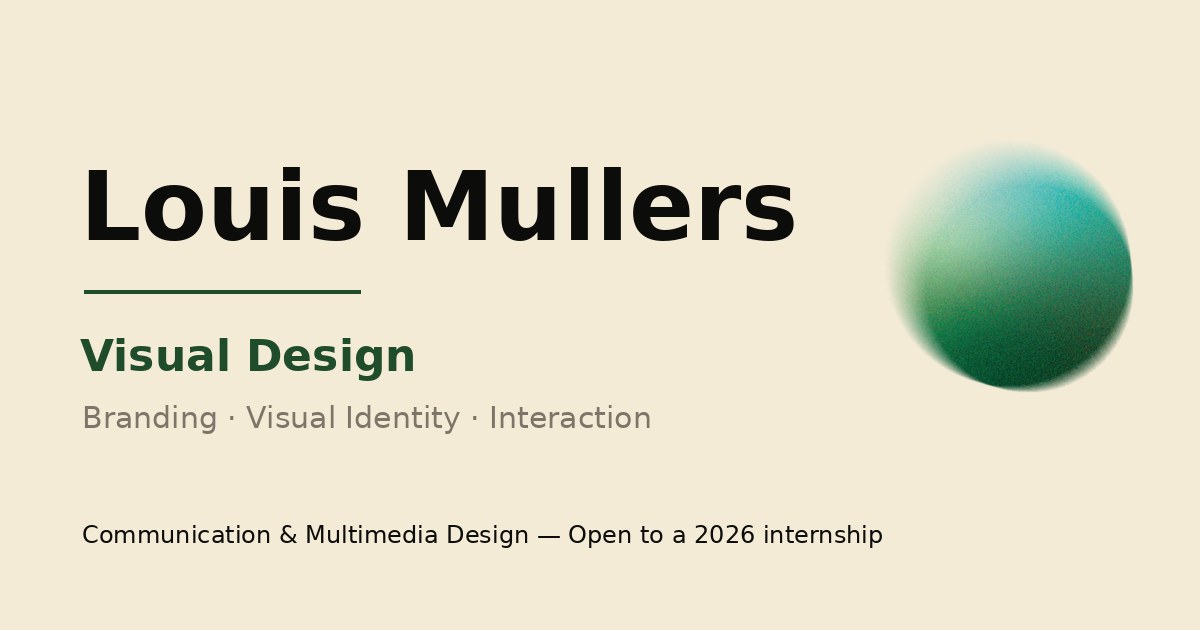 Louis Mullers
Visual Design
Branding · Visual Identity · Interaction
Communication & Multimedia Design — Open to a 2026 internship